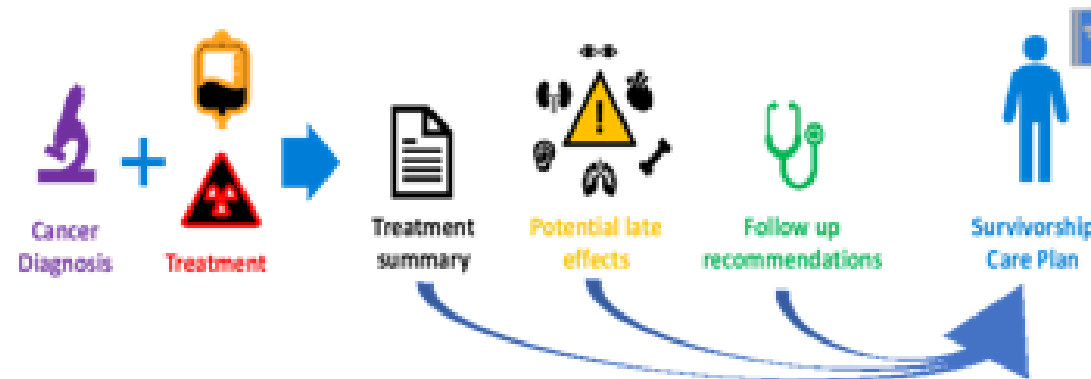 Cancer
Diagnosis
Treatment
Treatment
summary
Potential late
effects
Follow up
recommendations
Survivorship
Care Plan